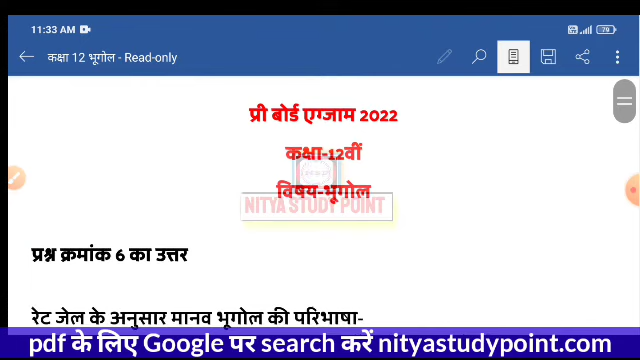 11:33 AM
79
कक्षा 12 भूगोल - Read-only
प्री बोर्ड एग्जाम 2022
कक्षा-12वीं
विषय-भूगोल
NITYA STUDY POINT
प्रश्न क्रमांक 6 का उत्तर
रेट जेल के अनुसार मानव भूगोल की परिभाषा-
pdf के लिए Google पर search करें nityastudypoint.com